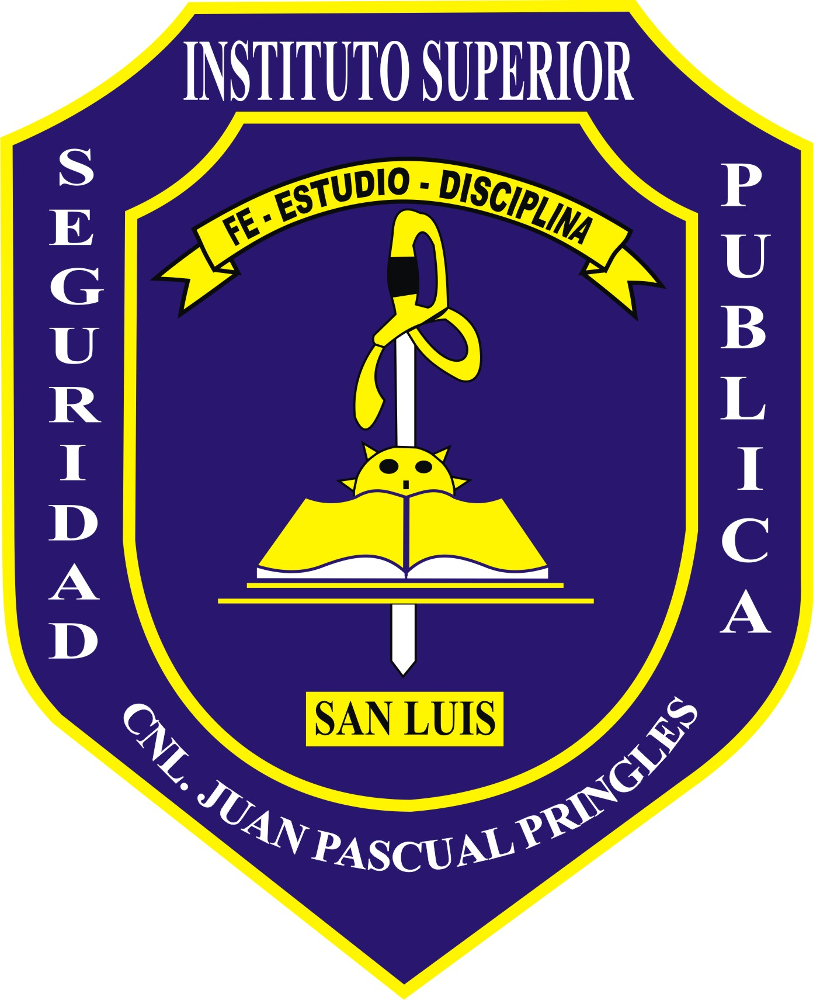 INSTITUTO SUPERIOR
SEGURIDAD
PUBLICA
FE - ESTUDIO - DISCIPLINA
SAN LUIS
CNL. JUAN PASCUAL PRINGLES